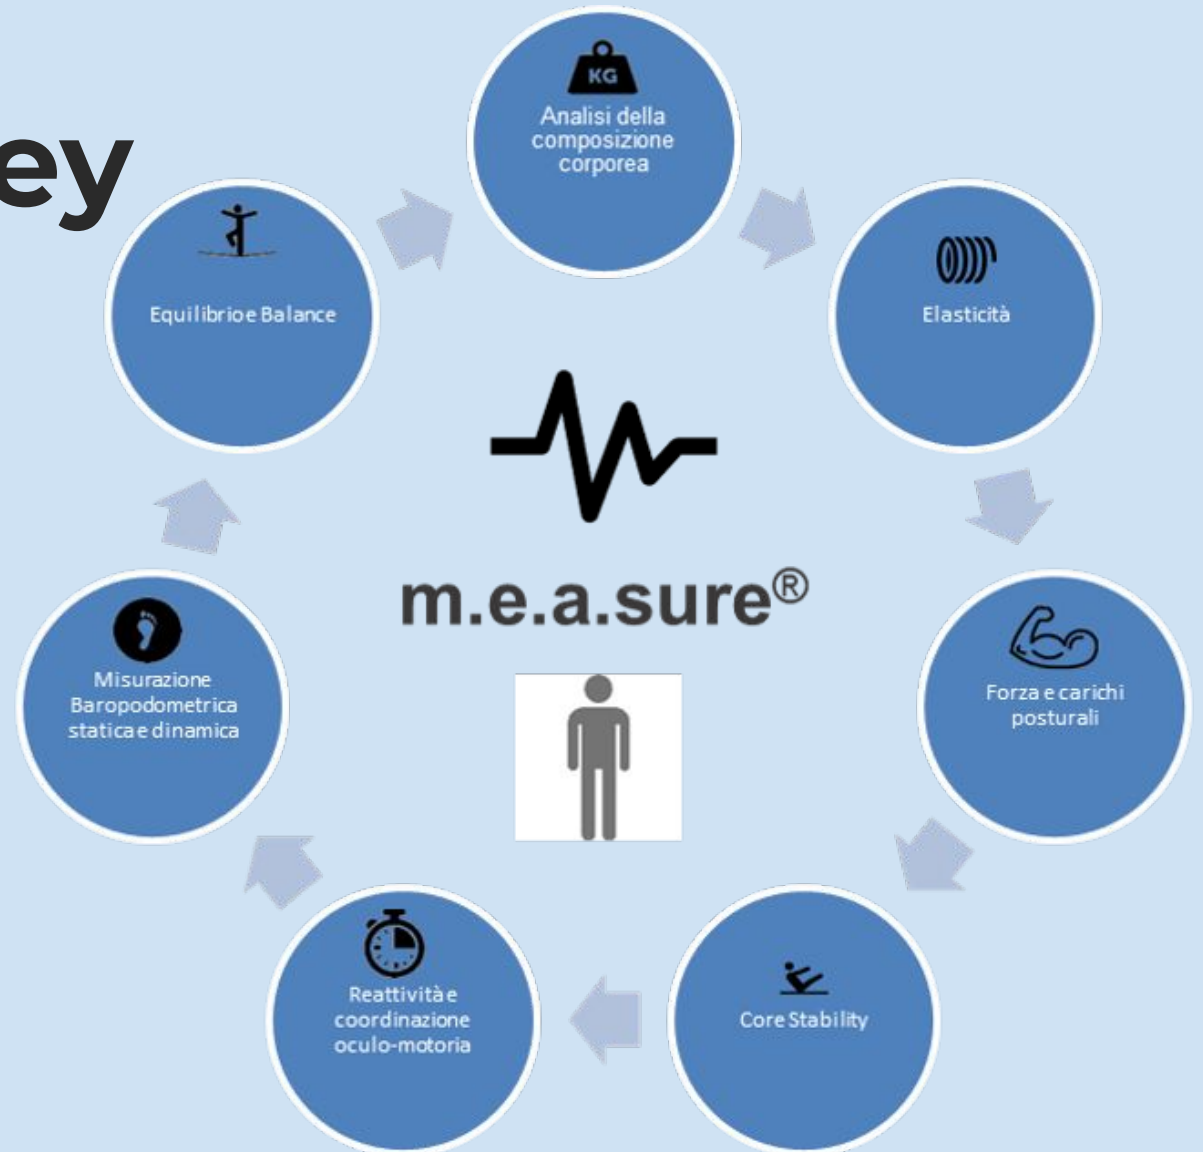 ey
KG
Analisi della
composizione
corporea
Elasticità
Forza e carichi
posturali
Core Stability
Reattività e
coordinazione
oculo-motoria
Misurazione
Baropodometrica
statica e dinamica
Equilibrio e Balance
m.e.a.sure®